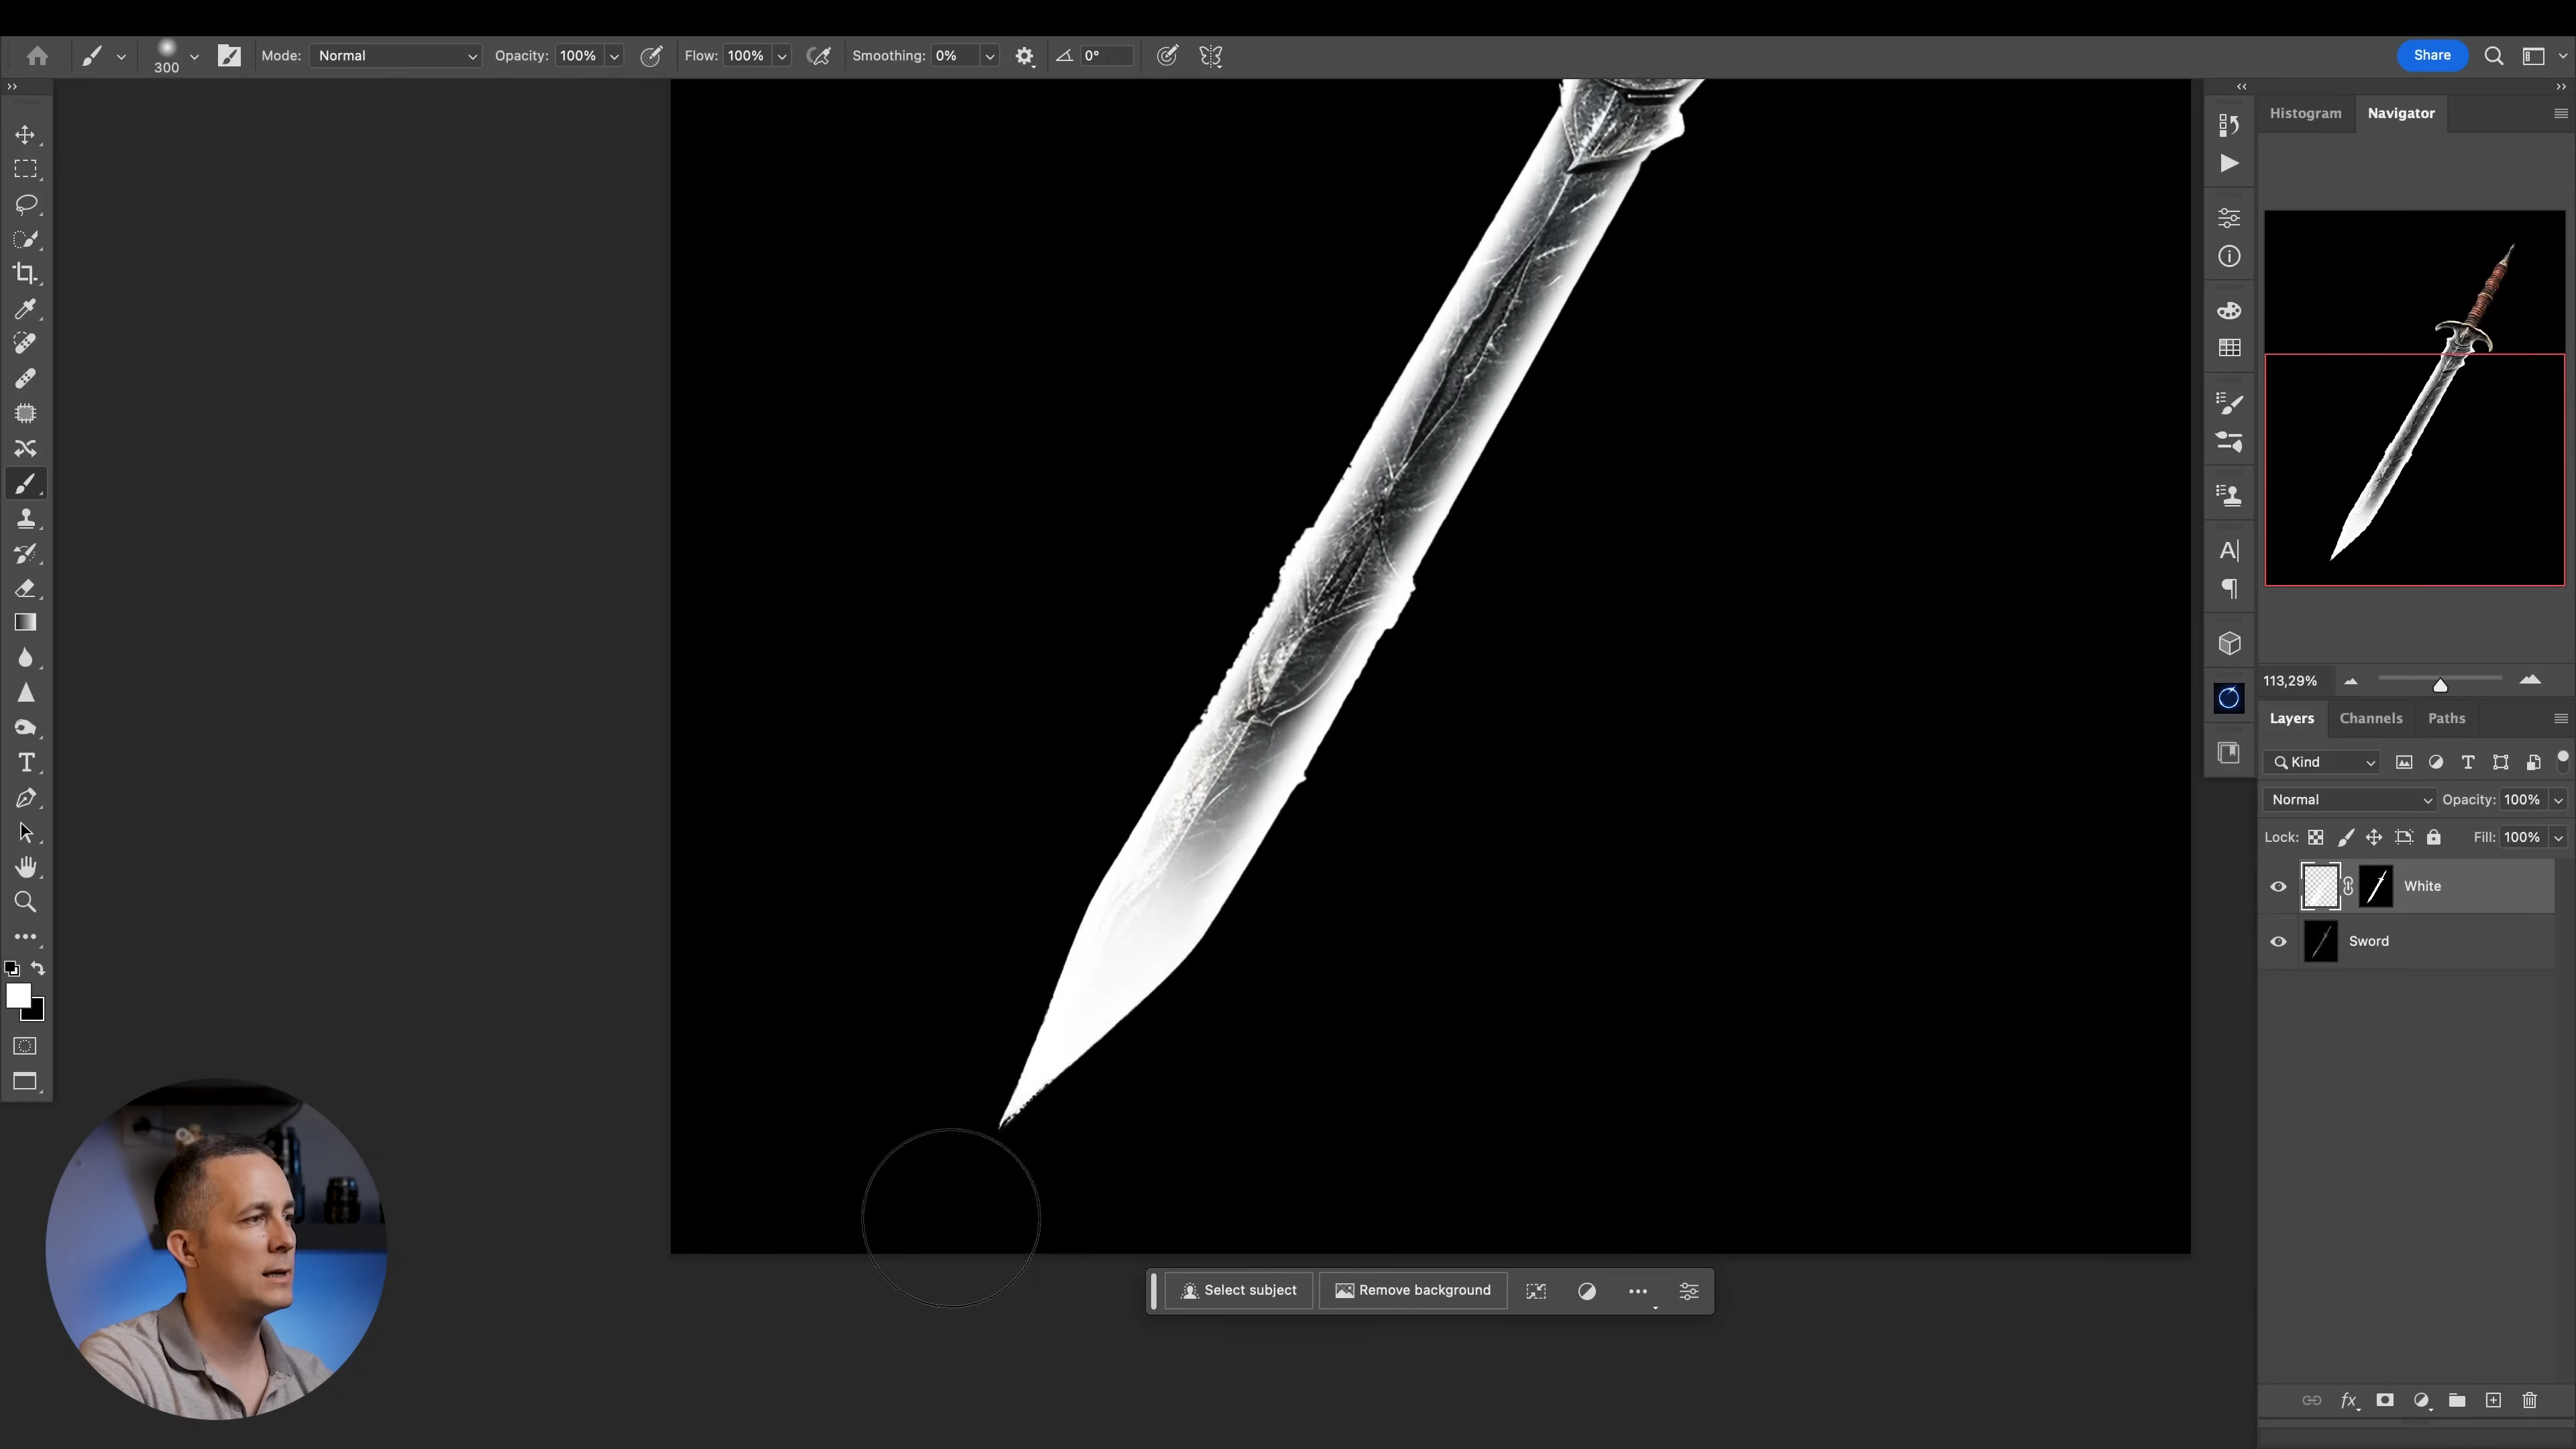 300
Mode: Normal
Opacity: 100%
Flow: 100%
Smoothing: 0%
0°
Share
Histogram
Navigator
113,29%
Layers
Channels
Paths
Kind
Normal
Opacity: 100%
Lock:
Fill: 100%
White
Sword
Select subject
Remove background